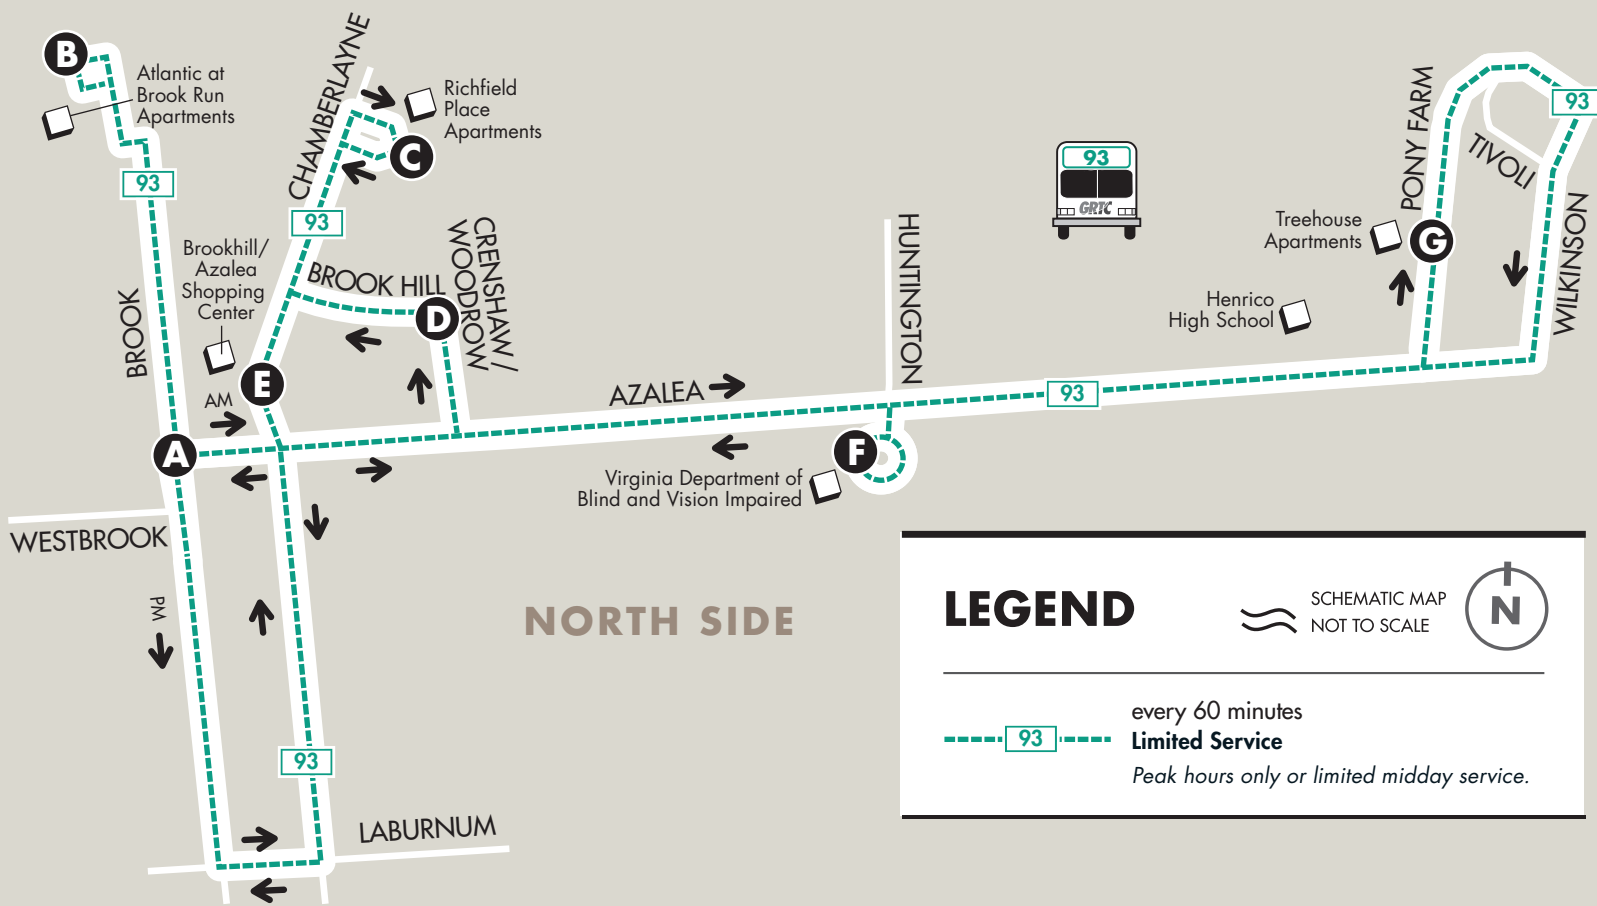 B
Atlantic at
Brook Run
Apartments
93
CHAMBERLAYNE
Richfield
Place
Apartments
C
93
Brookhill/
Azalea
Shopping
Center
BROOK
BROOK HILL
CRENSHAW/
WOODROW
D
E
AM
A
WESTBROOK
PM
93
LABURNUM
NORTH SIDE
AZALEA
HUNTINGTON
93
GRTC
F
Virginia Department of
Blind and Vision Impaired
93
Treehouse
Apartments
G
Henrico
High School
PONY FARM
TIVOLI
93
WILKINSON
LEGEND
SCHEMATIC MAP
NOT TO SCALE
N
93
every 60 minutes
Limited Service
Peak hours only or limited midday service.